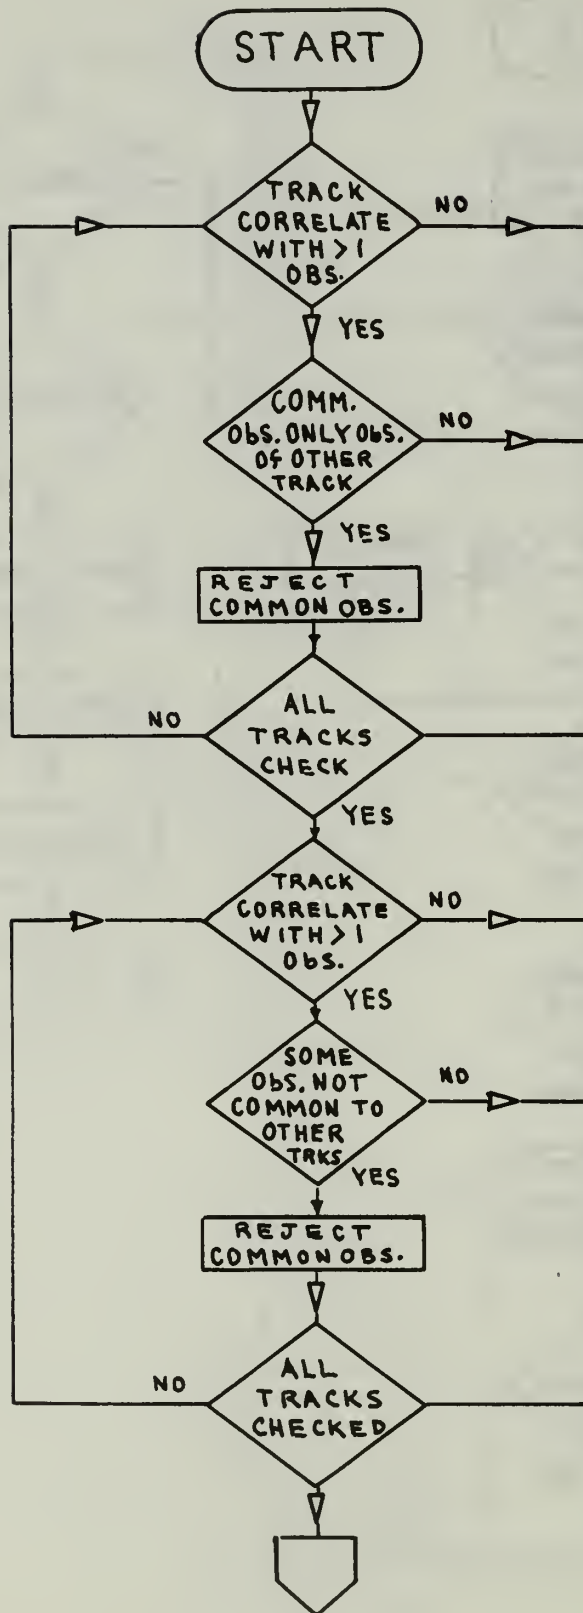 START
TRACK
CORRELATE
WITH >1
OBS.
NO
YES
COMM.
Obs. ONLY Obs.
Of OTHER
TRACK
NO
YES
REJECT
COMMON OBS.
ALL
TRACKS
CHECK
NO
YES
TRACK
CORRELATE
WITH >1
Obs.
NO
YES
SOME
Obs. NOT
COMMON TO
OTHER
TRKS
NO
YES
REJECT
COMMON OBS.
ALL
TRACKS
CHECKED
NO